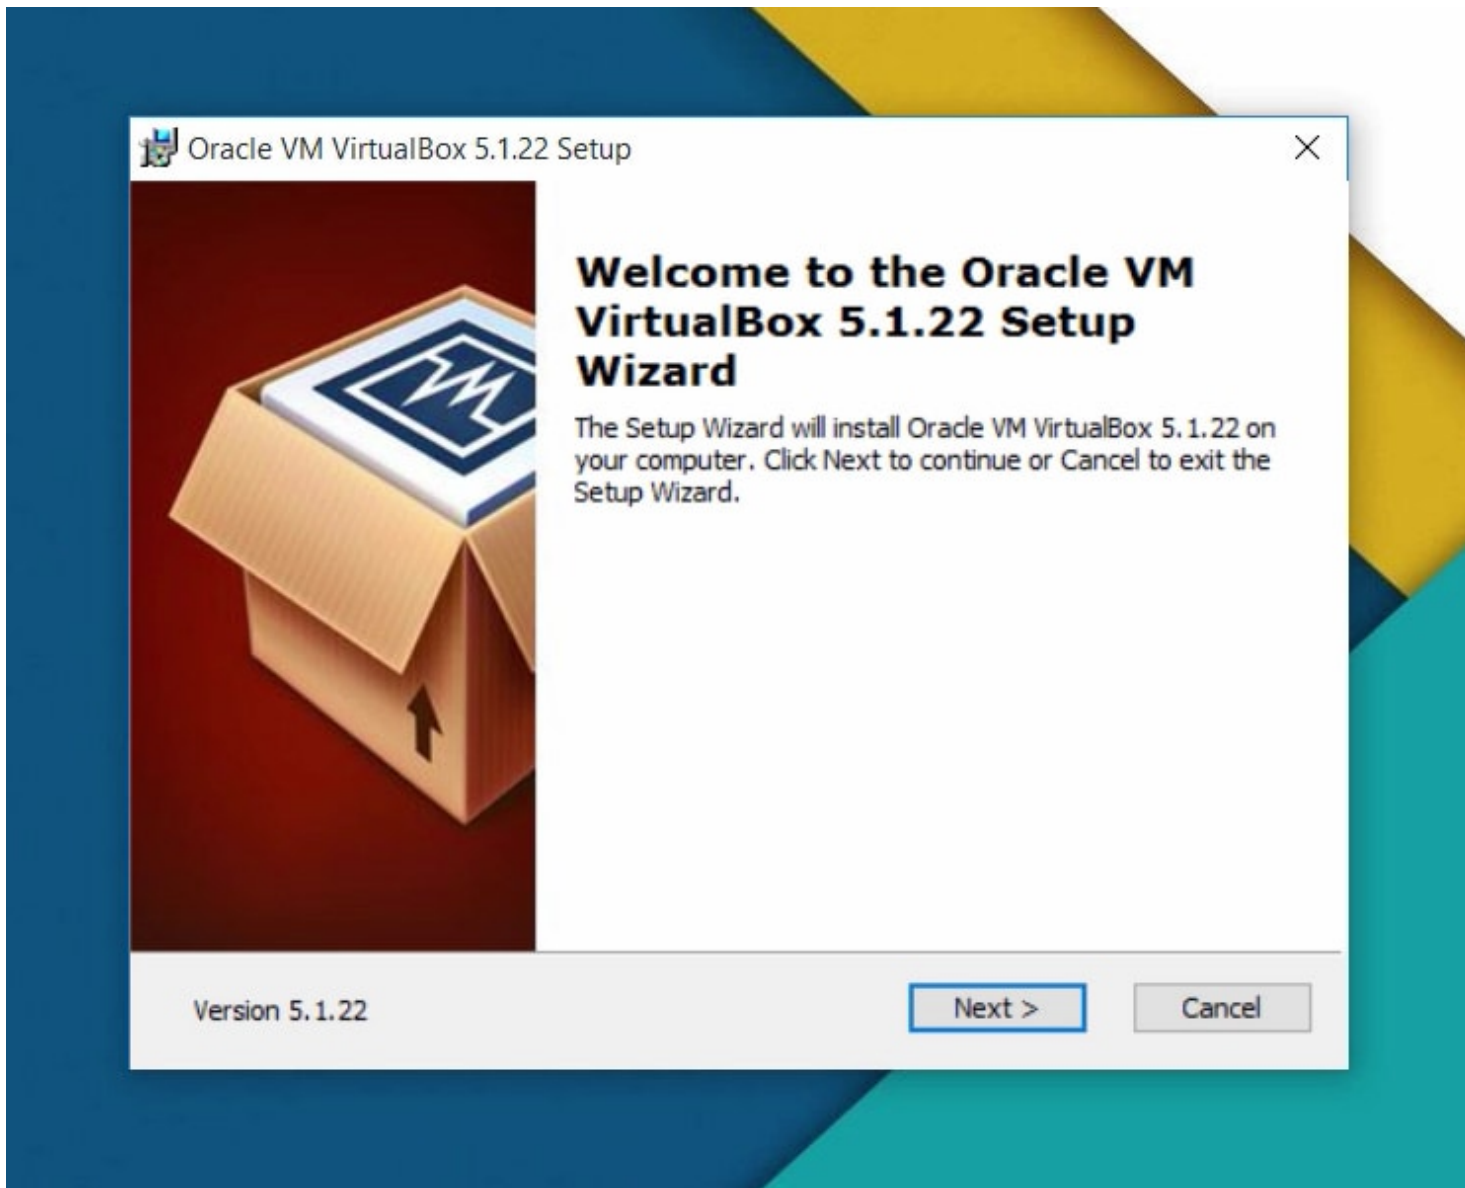 Oracle VM VirtualBox 5.1.22 Setup
Welcome to the Oracle VM
VirtualBox 5.1.22 Setup
Wizard
The Setup Wizard will install Oracle VM VirtualBox 5.1.22 on
your computer. Click Next to continue or Cancel to exit the
Setup Wizard.
Version 5.1.22
Next >
Cancel